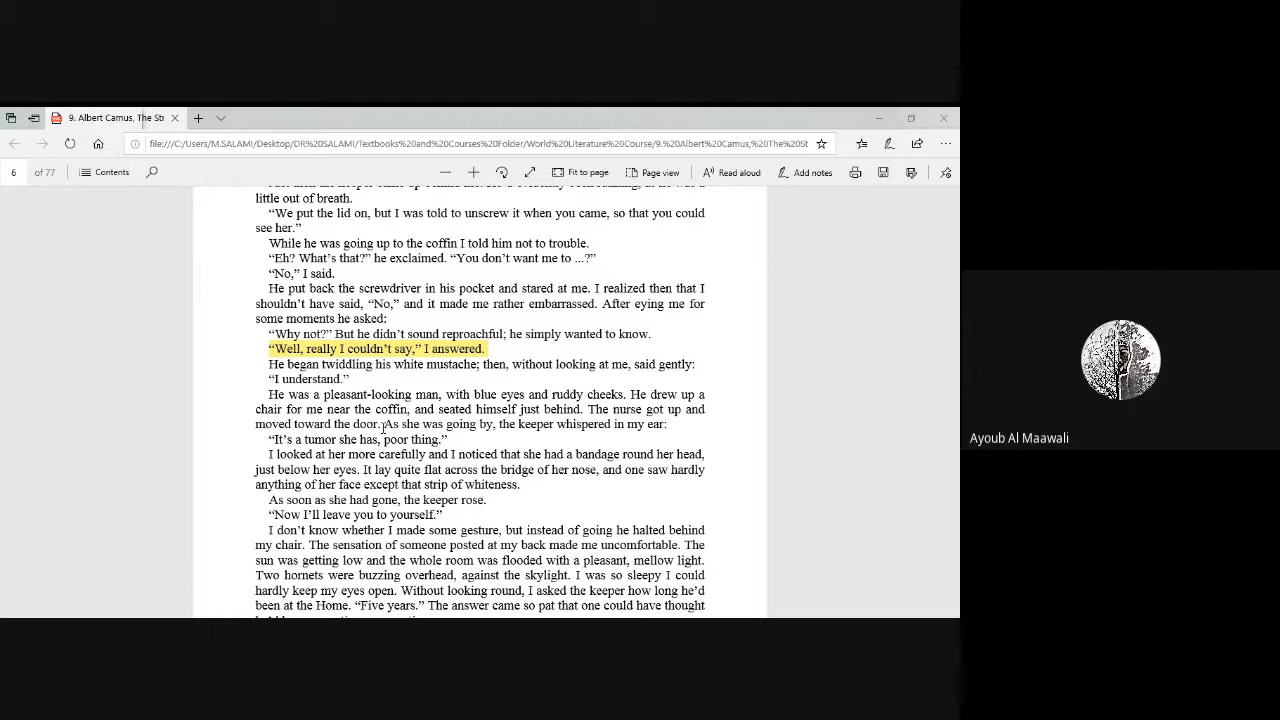 9. Albert Camus, The Str
file:///C:/Users/M.SALAMI/Desktop/DR%20SALAMI/Textbooks%20and%20Courses%20Folder/World%20Literature%20Course/9.%20Albert%20Camus,%20The%20St
6 of 77 Contents Fit to page Page view Read aloud Add notes
little out of breath.
“We put the lid on, but I was told to unscrew it when you came, so that you could
see her.”
While he was going up to the coffin I told him not to trouble.
“Eh? What’s that?” he exclaimed. “You don’t want me to ...?”
“No,” I said.
He put back the screwdriver in his pocket and stared at me. I realized then that I
shouldn’t have said, “No,” and it made me rather embarrassed. After eying me for
some moments he asked:
“Why not?” But he didn’t sound reproachful; he simply wanted to know.
“Well, really I couldn’t say,” I answered.
He began twiddling his white mustache; then, without looking at me, said gently:
“I understand.”
He was a pleasant-looking man, with blue eyes and ruddy cheeks. He drew up a
chair for me near the coffin, and seated himself just behind. The nurse got up and
moved toward the door. As she was going by, the keeper whispered in my ear:
“It’s a tumor she has, poor thing.”
I looked at her more carefully and I noticed that she had a bandage round her head,
just below her eyes. It lay quite flat across the bridge of her nose, and one saw hardly
anything of her face except that strip of whiteness.
As soon as she had gone, the keeper rose.
“Now I’ll leave you to yourself.”
I don’t know whether I made some gesture, but instead of going he halted behind
my chair. The sensation of someone posted at my back made me uncomfortable. The
sun was getting low and the whole room was flooded with a pleasant, mellow light.
Two hornets were buzzing overhead, against the skylight. I was so sleepy I could
hardly keep my eyes open. Without looking round, I asked the keeper how long he’d
been at the Home. “Five years.” The answer came so pat that one could have thought
Ayoub Al Maawali